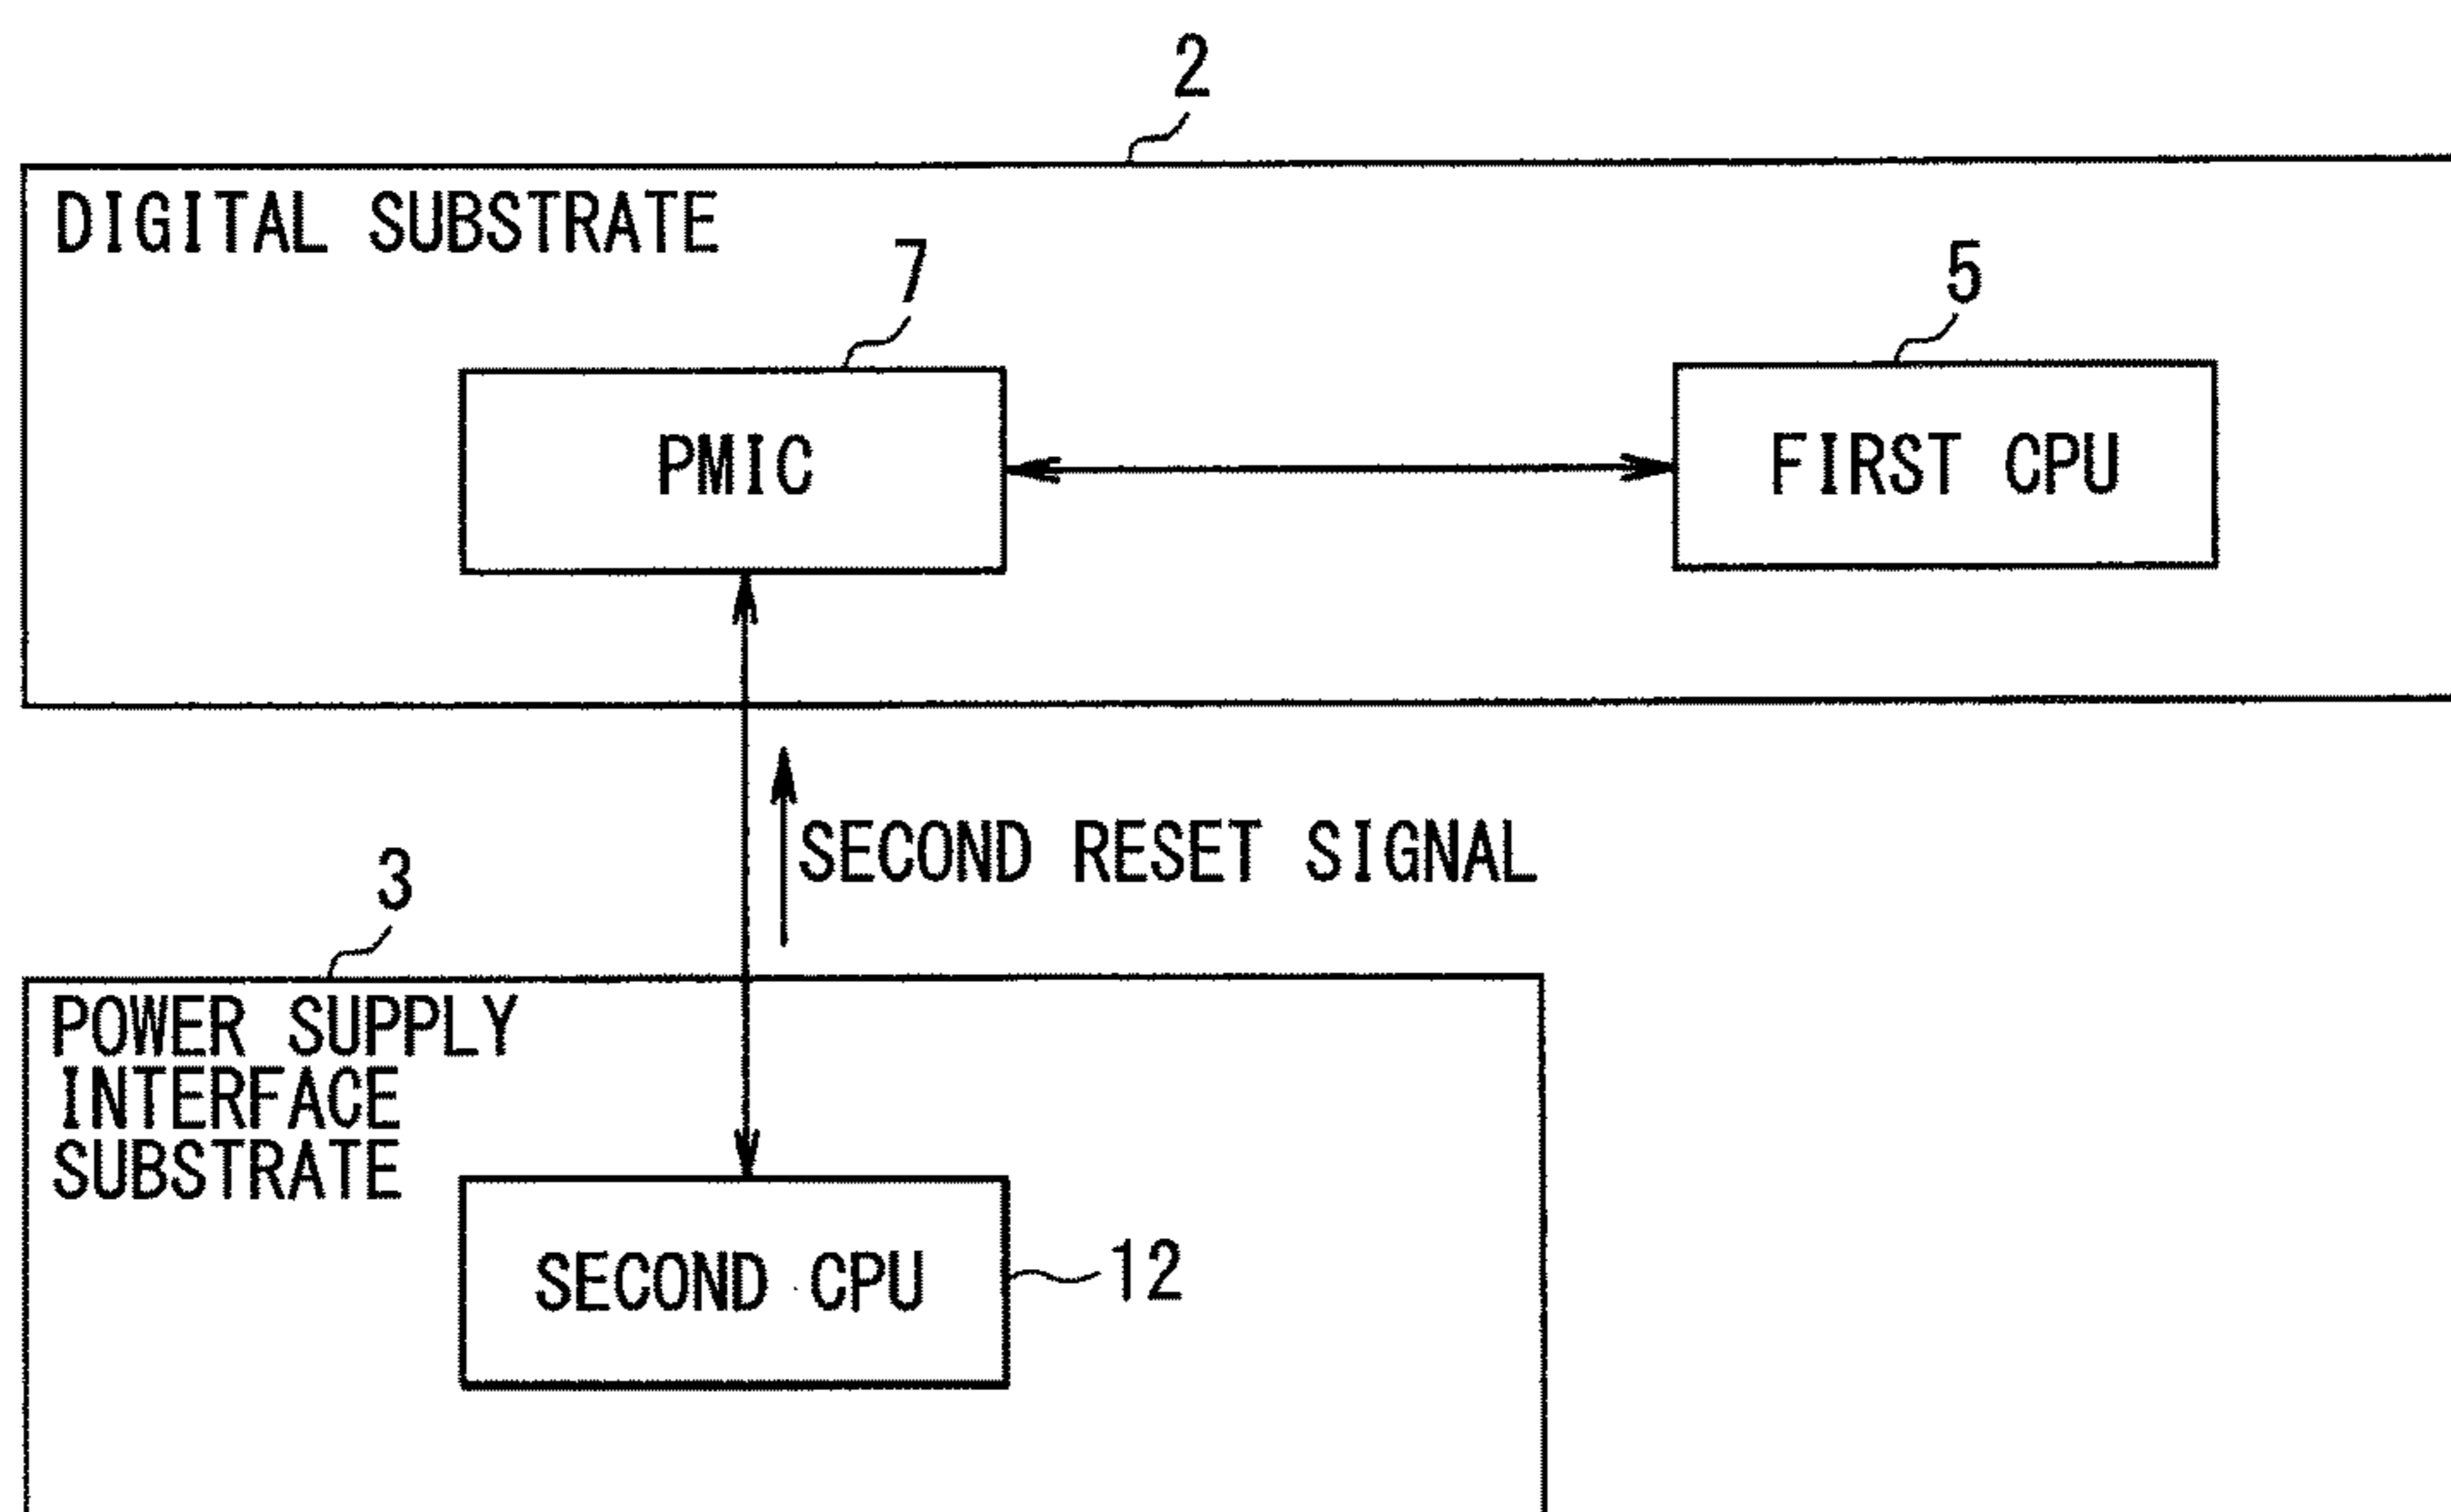 2
DIGITAL SUBSTRATE
7
5
PMIC
FIRST CPU
SECOND RESET SIGNAL
3
POWER SUPPLY
INTERFACE
SUBSTRATE
SECOND CPU
12